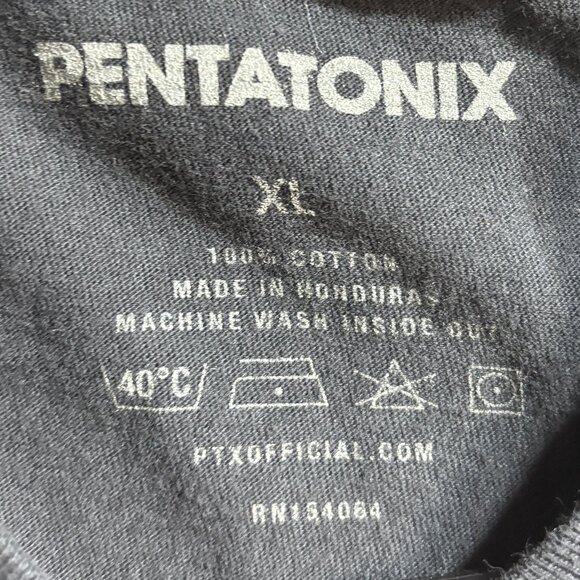 PENTATONIX
XL
100% COTTON
MADE IN HONDURAS
MACHINE WASH INSIDE OUT
40°C
PTXOFFICIAL.COM
RN154064